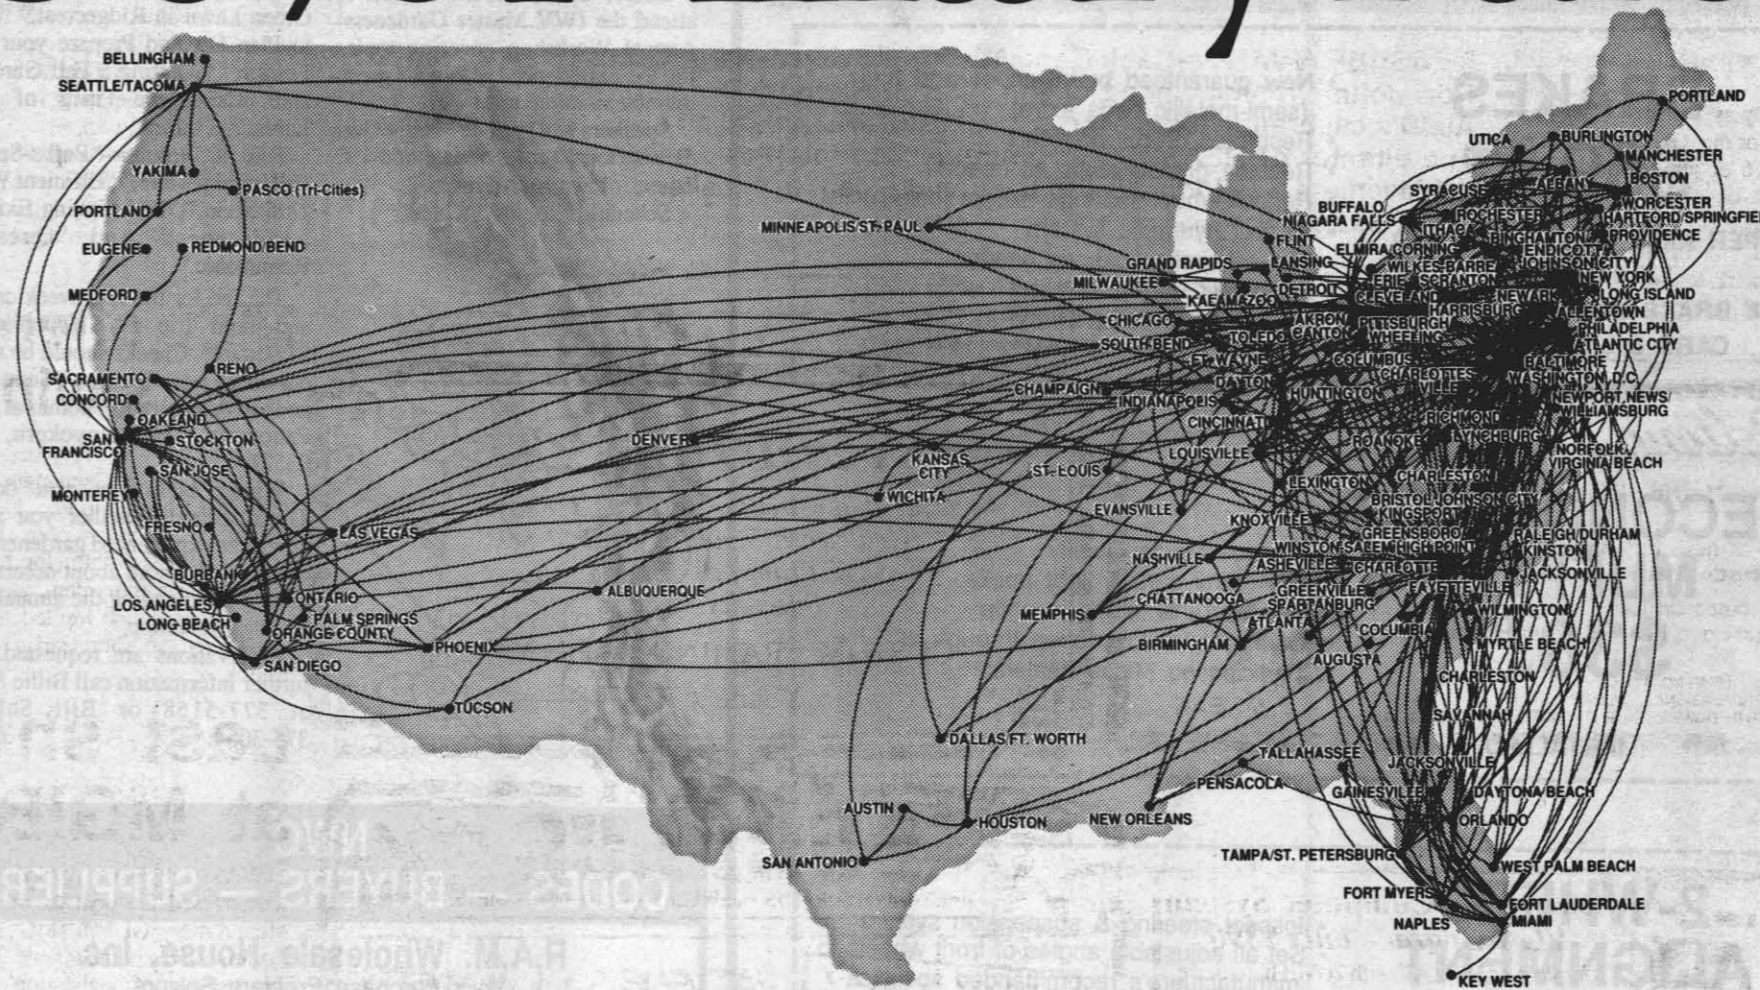 BELLINGHAM
SEATTLE/TACOMA
YAKIMA
PASCO (Tri-Cities)
PORTLAND
EUGENE
REDMOND/BEND
MEDFORD
RENO
SACRAMENTO
CONCORD
OAKLAND
SAN
FRANCISCO
STOCKTON
SAN JOSE
MONTEREY
FRESNO
LAS VEGAS
BURBANK
LOS ANGELES
ONTARIO
LONG BEACH
PALM SPRINGS
ORANGE COUNTY
SAN DIEGO
PHOENIX
TUCSON
ALBUQUERQUE
DENVER
KANSAS
CITY
WICHITA
MINNEAPOLIS/ST. PAUL
ST. LOUIS
DALLAS/FT. WORTH
AUSTIN
HOUSTON
SAN ANTONIO
NEW ORLEANS
PENSACOLA
TALLAHASSEE
MEMPHIS
BIRMINGHAM
NASHVILLE
CHATTANOOGA
EVANSVILLE
KNOXVILLE
LEXINGTON
LOUISVILLE
CINCINNATI
INDIANAPOLIS
CHAMPAIGN
DAYTON
FT. WAYNE
SOUTH BEND
TOLEDO
CHICAGO
KALAMAZOO
MILWAUKEE
GRAND RAPIDS
LANSING
FLINT
DETROIT
PORTLAND
UTICA
BURLINGTON
MANCHESTER
SYRACUSE
ALBANY
BOSTON
WORCESTER
BUFFALO/
NIAGARA FALLS
ROCHESTER
HARTFORD/SPRINGFIEL
ITHACA
PROVIDENCE
ELMIRA/CORNING
BINGHAMTON/
ENDICOTT/
JOHNSON CITY
WILKES-BARRE
SCRANTON
ERIE
NEW YORK
CLEVELAND
NEWARK
LONG ISLAND
HARRISBURG
ALLENTOWN
AKRON
CANTON
PITTSBURGH
PHILADELPHIA
WHEELING
ATLANTIC CITY
COLUMBUS
BALTIMORE
CHARLOTTES-
VILLE
WASHINGTON, D.C.
HUNTINGTON
NEWPORT NEWS/
WILLIAMSBURG
RICHMOND
ROANOKE
LYNCHBURG
NORFOLK/
VIRGINIA BEACH
CHARLESTON
BRISTOL/JOHNSON CITY
KINGSPORT
GREENSBORO
RALEIGH/DURHAM
WINSTON-SALEM/HIGH POINT
KINSTON
ASHEVILLE
CHARLOTTE
JACKSONVILLE
FAYETTEVILLE
GREENVILLE
SPARTANBURG
WILMINGTON
ATLANTA
COLUMBIA
MYRTLE BEACH
AUGUSTA
CHARLESTON
SAVANNAH
JACKSONVILLE
GAINESVILLE
DAYTONA BEACH
ORLANDO
TAMPA/ST. PETERSBURG
WEST PALM BEACH
FORT MYERS
FORT LAUDERDALE
NAPLES
MIAMI
KEY WEST